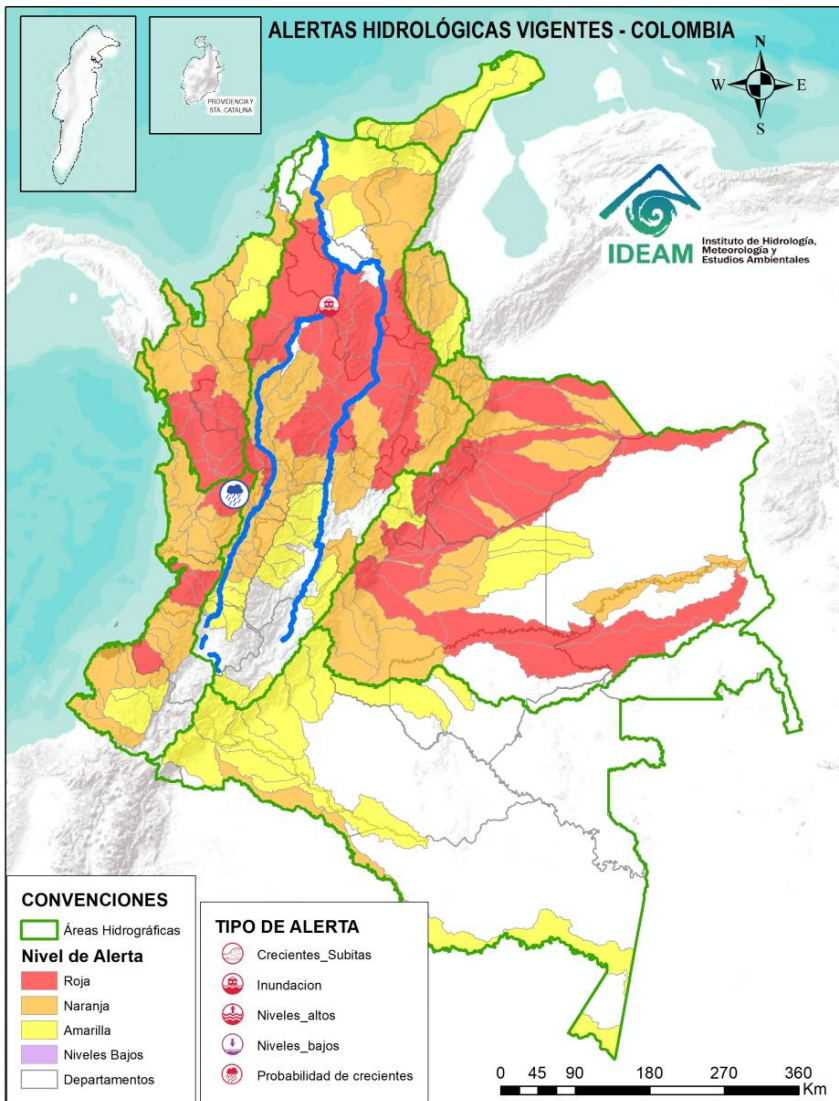 ALERTAS HIDROLÓGICAS VIGENTES - COLOMBIA
PROVIDENCIA Y
STA. CATALINA
N
W
E
S
IDEAM
Instituto de Hidrología,
Meteorología y
Estudios Ambientales
CONVENCIONES
Áreas Hidrográficas
Nivel de Alerta
Roja
Naranja
Amarilla
Niveles Bajos
Departamentos
TIPO DE ALERTA
Crecientes_Subitas
Inundacion
Niveles_altos
Niveles_bajos
Probabilidad de crecientes
0 45 90 180 270 360
Km